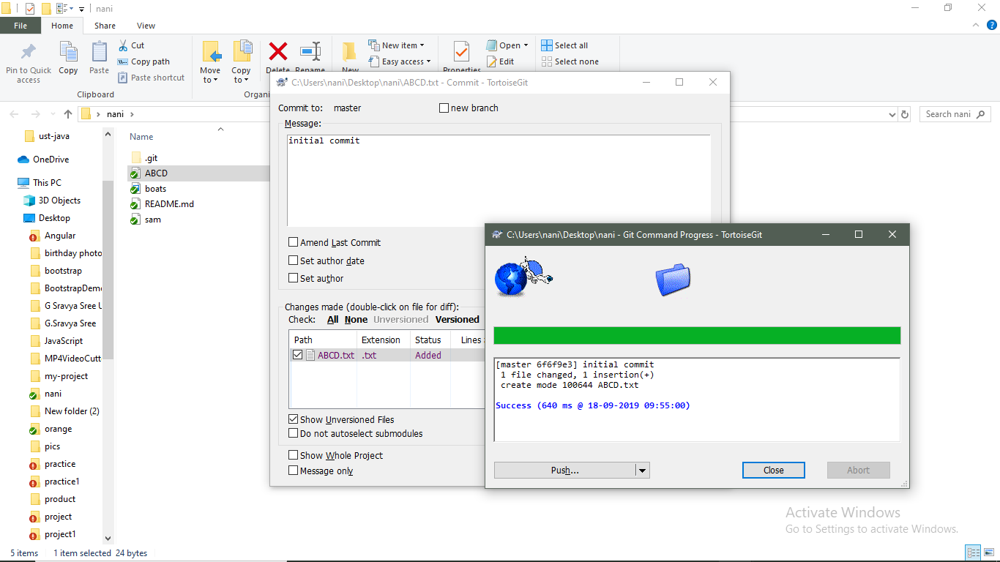 nani
File Home Share View
Pin to Quick access
Copy
Paste
Cut
Copy path
Paste shortcut
Clipboard
Move to
Copy to
Delete
Rename
Organi
New
New item
Easy access
Properties
Open
Edit
Select all
Select none
nani
Search nani
ust-java
OneDrive
This PC
3D Objects
Desktop
Angular
birthday photo
bootstrap
BootstrapDem
G Sravya Sree U
G.Sravya Sree
JavaScript
MP4VideoCutt
my-project
nani
New folder (2)
orange
pics
practice
practice1
product
project
project1
Name
.git
ABCD
boats
README.md
sam
C:\Users\nani\Desktop\nani\ABCD.txt - Commit - TortoiseGit
Commit to: master new branch
Message:
initial commit
Amend Last Commit
Set author date
Set author
Changes made (double-click on file for diff):
Check: All None Unversioned Versioned
Path Extension Status Lines
ABCD.txt .txt Added
Show Unversioned Files
Do not autoselect submodules
Show Whole Project
Message only
C:\Users\nani\Desktop\nani - Git Command Progress - TortoiseGit
[master 6f6f9e3] initial commit
1 file changed, 1 insertion(+)
create mode 100644 ABCD.txt
Success (640 ms @ 18-09-2019 09:55:00)
Push... Close Abort
Activate Windows
Go to Settings to activate Windows.
5 items 1 item selected 24 bytes